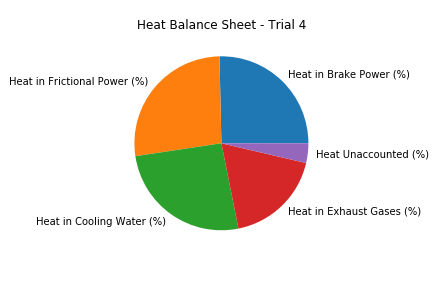 Heat Balance Sheet - Trial 4
Heat in Brake Power (%)
Heat in Frictional Power (%)
Heat Unaccounted (%)
Heat in Exhaust Gases (%)
Heat in Cooling Water (%)